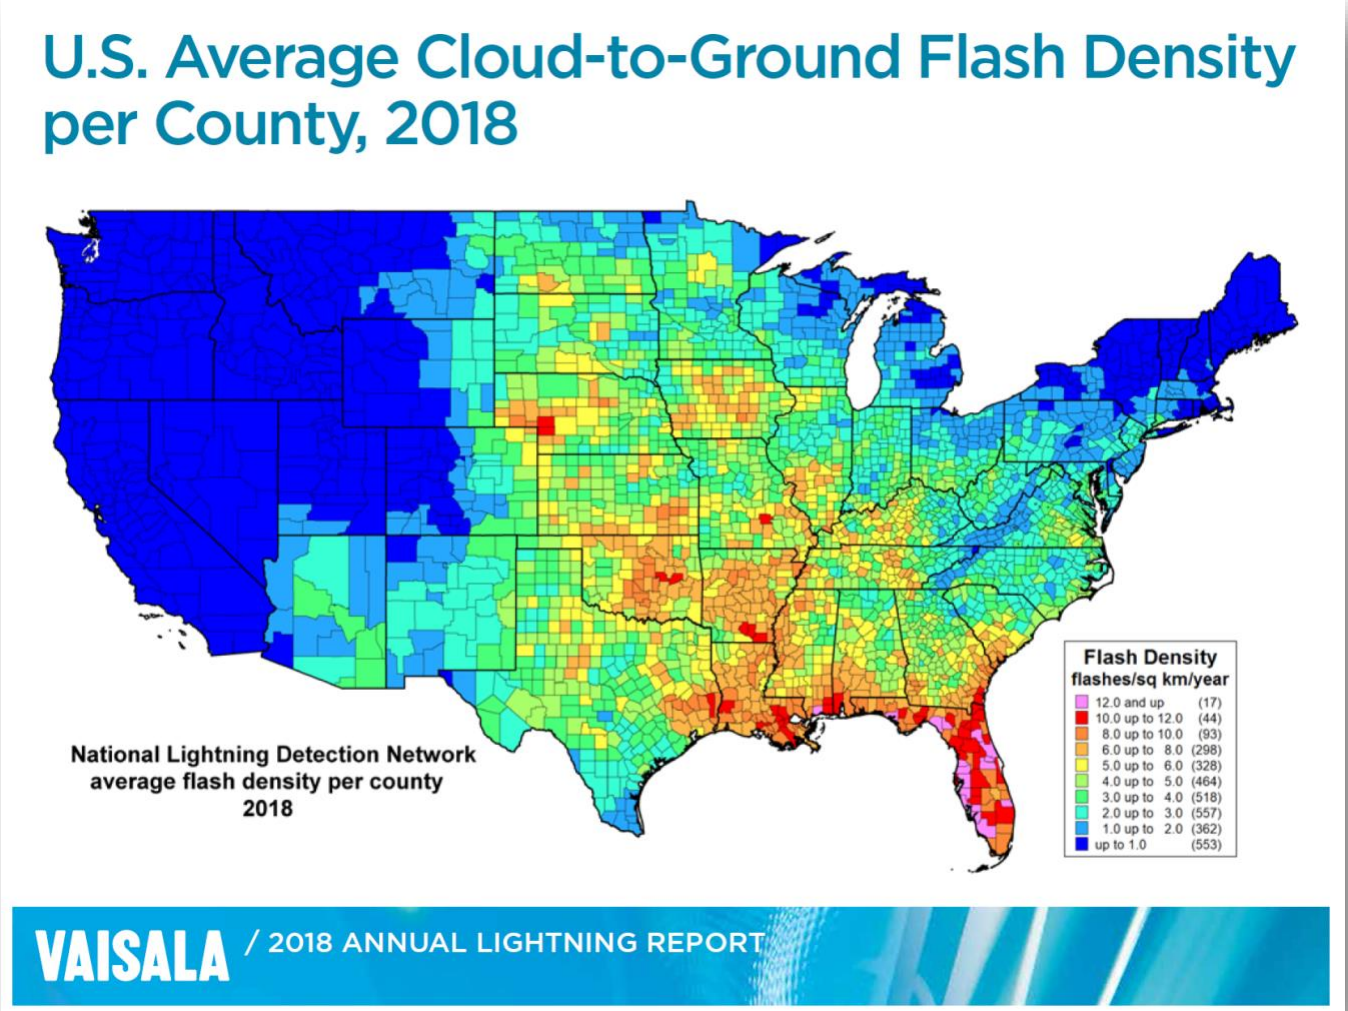 U.S. Average Cloud-to-Ground Flash Density
per County, 2018
National Lightning Detection Network
average flash density per county
2018
Flash Density
flashes/sq km/year
12.0 and up (17)
10.0 up to 12.0 (44)
8.0 up to 10.0 (93)
6.0 up to 8.0 (298)
5.0 up to 6.0 (328)
4.0 up to 5.0 (464)
3.0 up to 4.0 (518)
2.0 up to 3.0 (557)
1.0 up to 2.0 (362)
up to 1.0 (553)
VAISALA / 2018 ANNUAL LIGHTNING REPORT